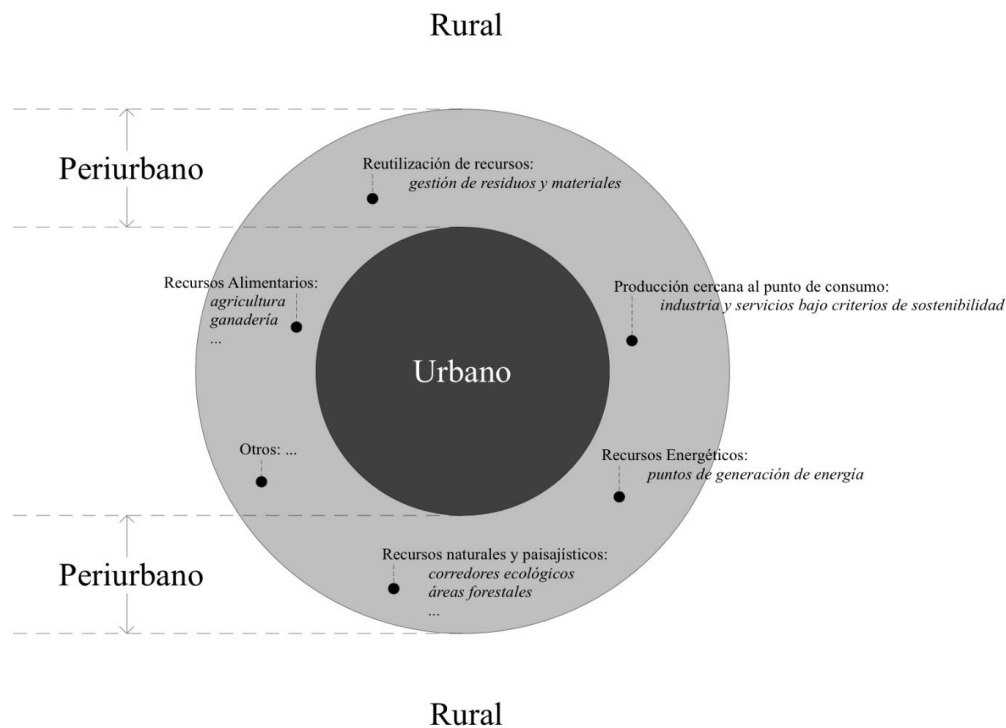 Rural
Periurbano
Reutilización de recursos:
gestión de residuos y materiales
Recursos Alimentarios:
agricultura
ganadería
...
Producción cercana al punto de consumo:
industria y servicios bajo criterios de sostenibilidad
Urbano
Otros: ...
Recursos Energéticos:
puntos de generación de energía
Periurbano
Recursos naturales y paisajísticos:
corredores ecológicos
áreas forestales
...
Rural